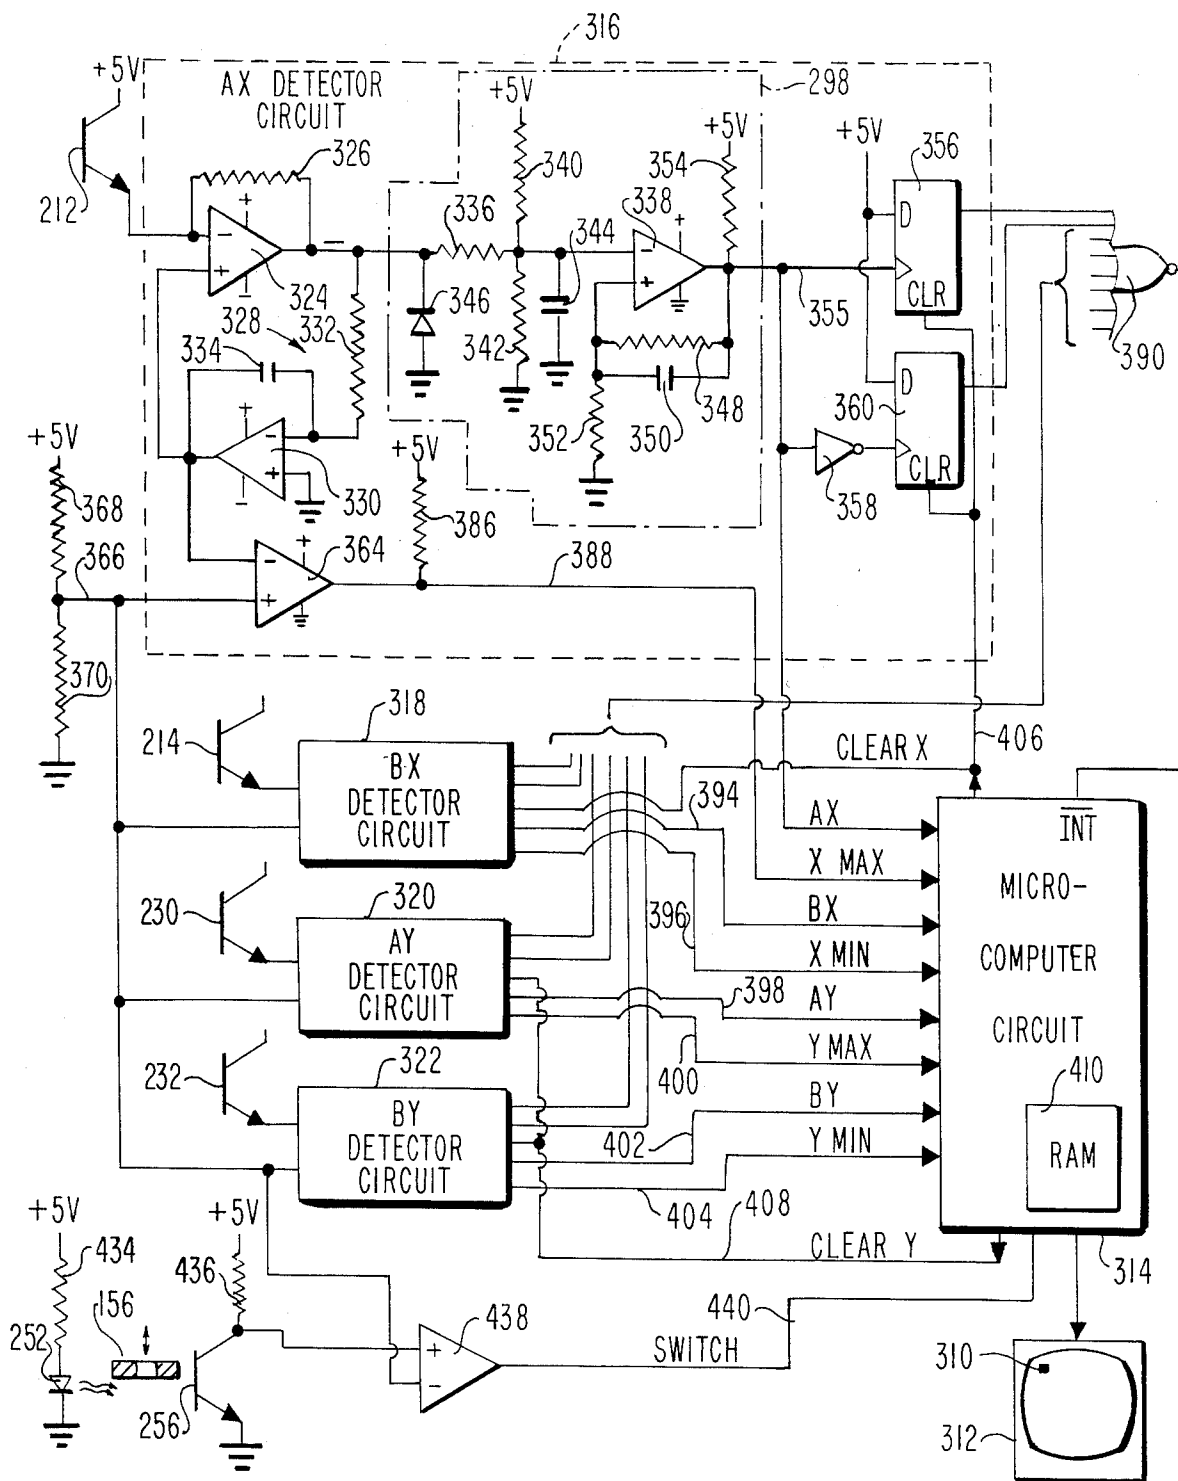 316
+5V
AX DETECTOR
CIRCUIT
298
+5V
+5V
+5V
356
354
326
340
212
D
336
338
344
+
-
+
-
324
−
-
+
+
355
CLR
390
346
328
332
342
334
348
D
360
352
350
+5V
+
-
+
-
330
+5V
358
CLR
368
386
366
+
364
-
+
388
370
318
214
BX
DETECTOR
CIRCUIT
CLEAR X
406
394
AX
INT
X MAX
MICRO-
COMPUTER
CIRCUIT
230
320
AY
DETECTOR
CIRCUIT
396
BX
X MIN
398
AY
400
Y MAX
410
RAM
232
322
BY
DETECTOR
CIRCUIT
402
BY
Y MIN
404
408
CLEAR Y
314
+5V
+5V
434
436
156
252
256
438
+
-
SWITCH
440
310
312